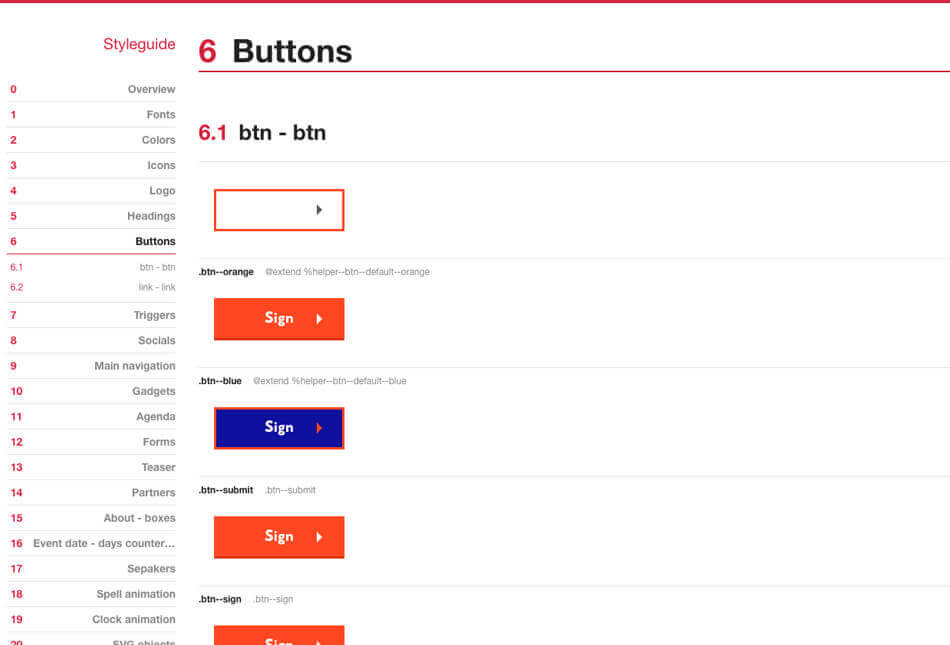 Styleguide
0 Overview
1 Fonts
2 Colors
3 Icons
4 Logo
5 Headings
6 Buttons
6.1 btn - btn
6.2 link - link
7 Triggers
8 Socials
9 Main navigation
10 Gadgets
11 Agenda
12 Forms
13 Teaser
14 Partners
15 About - boxes
16 Event date - days counter...
17 Sepakers
18 Spell animation
19 Clock animation
20 SVG objects
6 Buttons
6.1 btn - btn
.btn--orange @extend %helper--btn--default--orange
Sign
.btn--blue @extend %helper--btn--default--blue
Sign
.btn--submit .btn--submit
Sign
.btn--sign .btn--sign
Sign